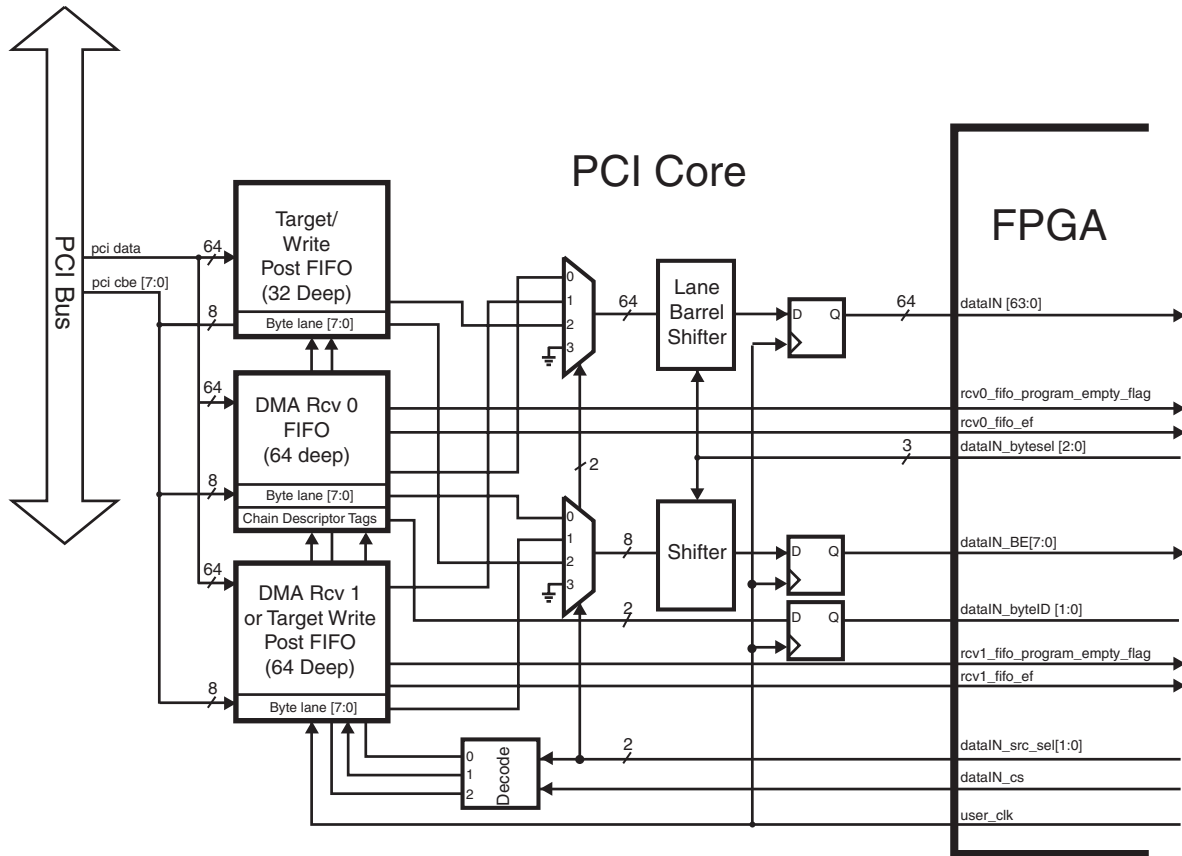 PCI Core
FPGA
PCI Bus
pci data
pci cbe [7:0]
64
8
Target/
Write
Post FIFO
(32 Deep)
Byte lane [7:0]
64
8
DMA Rcv 0
FIFO
(64 deep)
Byte lane [7:0]
Chain Descriptor Tags
64
8
DMA Rcv 1
or Target Write
Post FIFO
(64 Deep)
Byte lane [7:0]
0
1
2
3
64
Lane
Barrel
Shifter
D
Q
64
dataIN [63:0]
rcv0_fifo_program_empty_flag
rcv0_fifo_ef
3
dataIN_bytesel [2:0]
2
0
1
2
3
8
Shifter
D
Q
dataIN_BE[7:0]
2
D
Q
dataIN_byteID [1:0]
rcv1_fifo_program_empty_flag
rcv1_fifo_ef
0
1
2
Decode
2
dataIN_src_sel[1:0]
dataIN_cs
user_clk